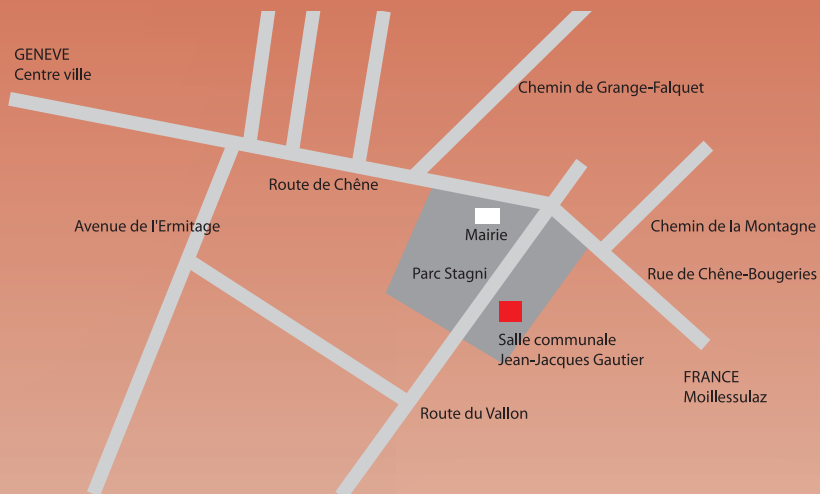 GENEVE
Centre ville
Chemin de Grange-Falquet
Route de Chêne
Avenue de l'Ermitage
Mairie
Chemin de la Montagne
Parc Stagni
Rue de Chêne-Bougeries
Salle communale
Jean-Jacques Gautier
FRANCE
Moillessulaz
Route du Vallon